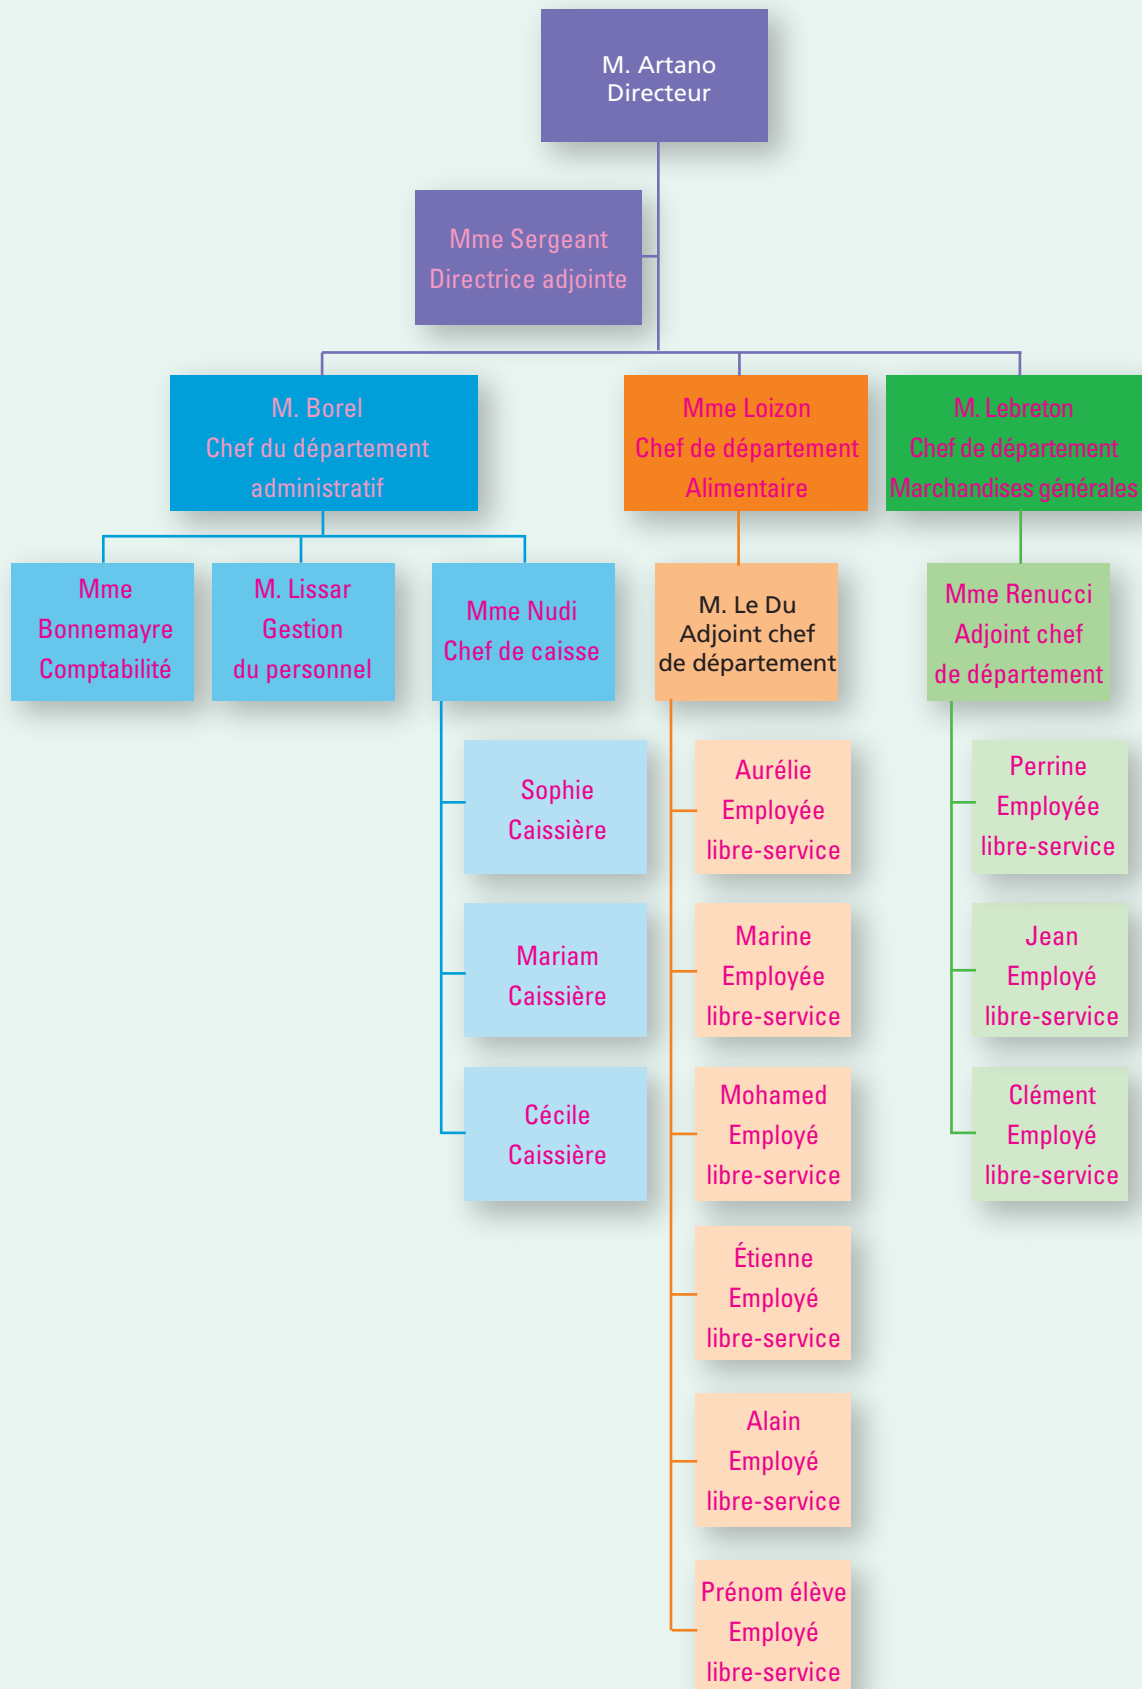 M. Artano
Directeur
Mme Sergeant
Directrice adjointe
M. Borel
Chef du département
administratif
Mme Loizon
Chef de département
Alimentaire
M. Lebreton
Chef de département
Marchandises générales
Mme
Bonnemayre
Comptabilité
M. Lissar
Gestion
du personnel
Mme Nudi
Chef de caisse
M. Le Du
Adjoint chef
de département
Mme Renucci
Adjoint chef
de département
Sophie
Caissière
Mariam
Caissière
Cécile
Caissière
Aurélie
Employée
libre-service
Marine
Employée
libre-service
Mohamed
Employé
libre-service
Étienne
Employé
libre-service
Alain
Employé
libre-service
Prénom élève
Employé
libre-service
Perrine
Employée
libre-service
Jean
Employé
libre-service
Clément
Employé
libre-service